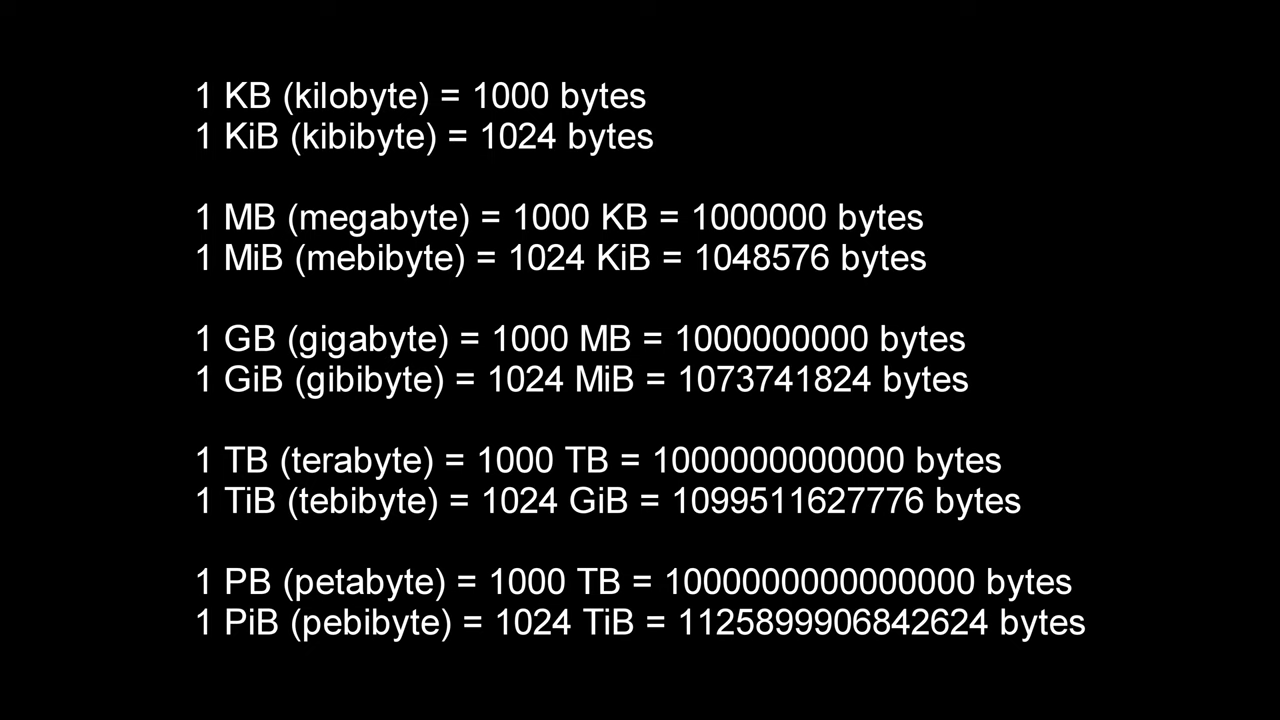 1 KB (kilobyte) = 1000 bytes
1 KiB (kibibyte) = 1024 bytes
1 MB (megabyte) = 1000 KB = 1000000 bytes
1 MiB (mebibyte) = 1024 KiB = 1048576 bytes
1 GB (gigabyte) = 1000 MB = 1000000000 bytes
1 GiB (gibibyte) = 1024 MiB = 1073741824 bytes
1 TB (terabyte) = 1000 TB = 1000000000000 bytes
1 TiB (tebibyte) = 1024 GiB = 1099511627776 bytes
1 PB (petabyte) = 1000 TB = 1000000000000000 bytes
1 PiB (pebibyte) = 1024 TiB = 1125899906842624 bytes